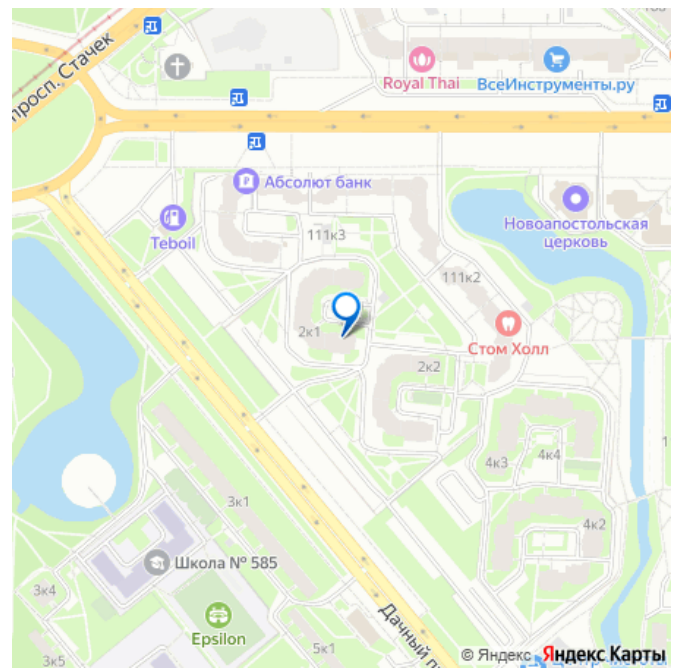 103
просп. Стачек
Royal Thai
ВсеИнструменты.ру
Абсолют банк
Teboil
111к3
Новоапостольская
церковь
111к2
2к1
Стом Холл
2к2
4к3
4к4
3к1
4к2
Школа № 585
3к4
Epsilon
Дачный
3к5
5к1
© Яндекс Яндекс Карты